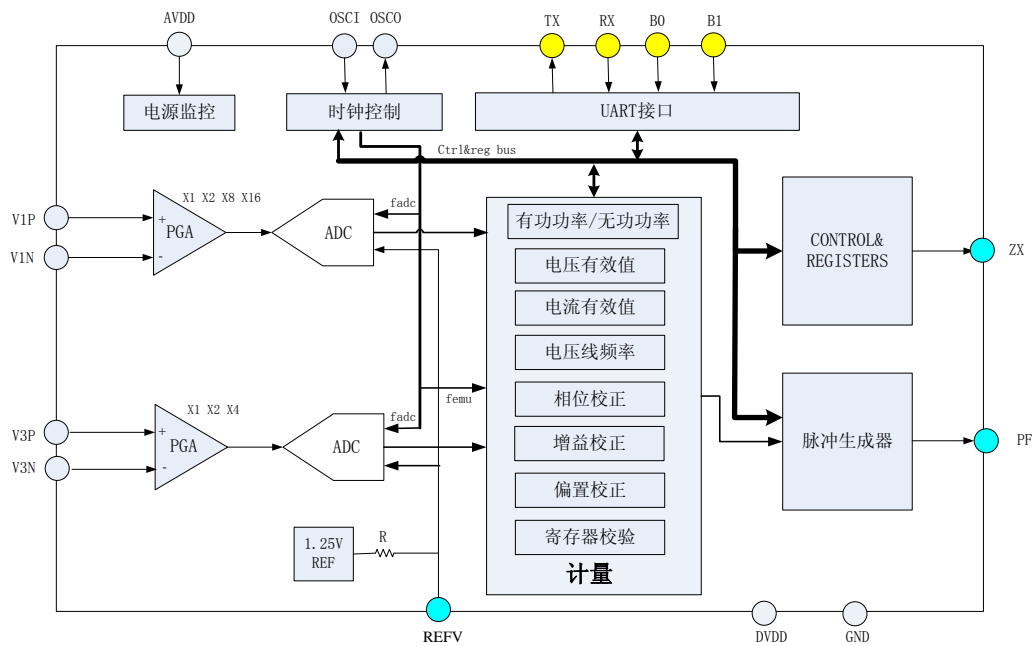 AVDD
OSCI OSCO
TX RX B0 B1
电源监控
时钟控制
UART接口
Ctrl&reg bus
X1 X2 X8 X16
V1P
V1N
+
PGA
-
ADC
fadc
有功功率/无功功率
电压有效值
电流有效值
电压线频率
相位校正
增益校正
偏置校正
寄存器校验
计量
CONTROL&
REGISTERS
ZX
femu
X1 X2 X4
V3P
V3N
+
PGA
-
ADC
fadc
脉冲生成器
PF
1.25V
REF
R
REFV
DVDD
GND